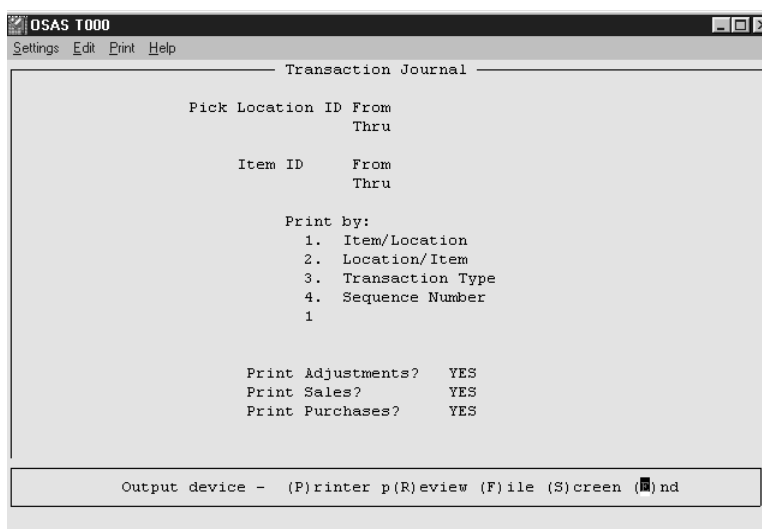 OSAS T000
Settings Edit Print Help
Transaction Journal
Pick Location ID From
Thru
Item ID From
Thru
Print by:
1. Item/Location
2. Location/Item
3. Transaction Type
4. Sequence Number
1
Print Adjustments? YES
Print Sales? YES
Print Purchases? YES
Output device - (P)rinter p(R)eview (F)ile (S)creen (E)nd